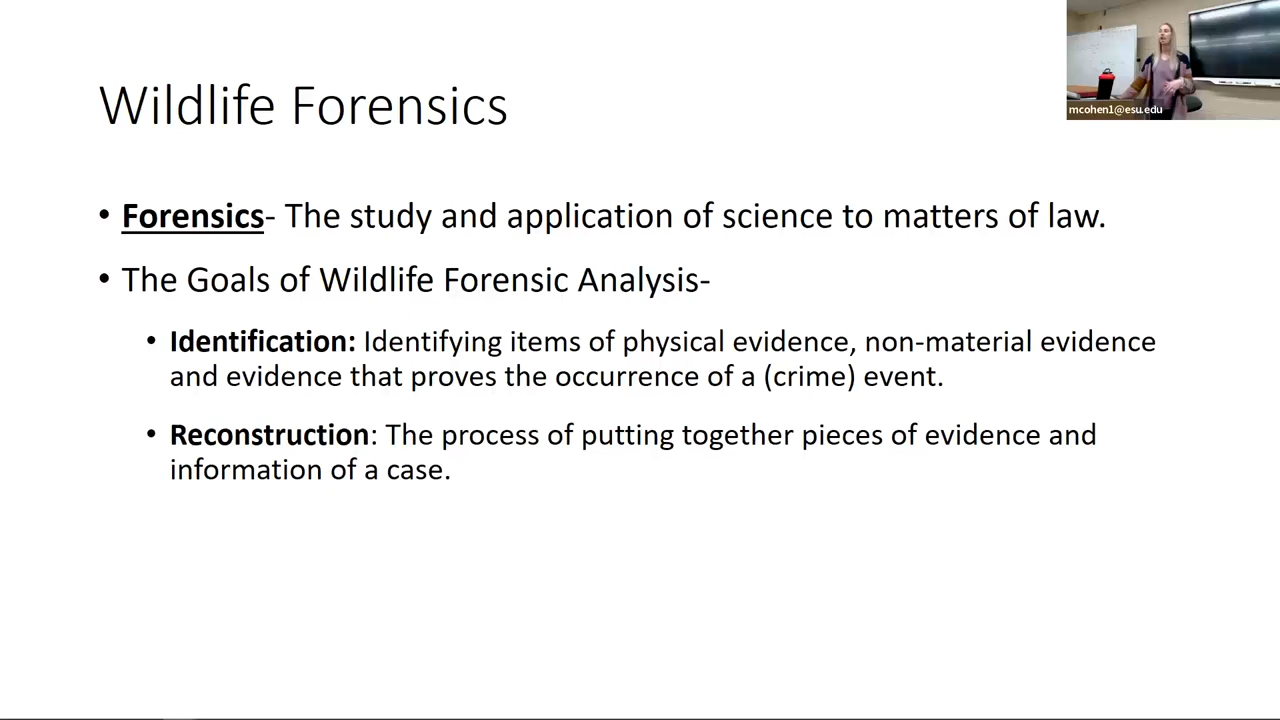 Wildlife Forensics
mcohen1@esu.edu
• Forensics- The study and application of science to matters of law.
• The Goals of Wildlife Forensic Analysis-
• Identification: Identifying items of physical evidence, non-material evidence
and evidence that proves the occurrence of a (crime) event.
• Reconstruction: The process of putting together pieces of evidence and
information of a case.